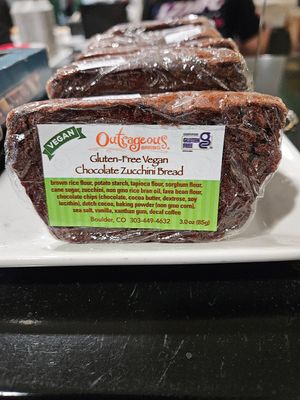 VEGAN
Outrageous
BAKING
CERTIFIED
GLUTEN
FREE
Gluten-Free Vegan
Chocolate Zucchini Bread
brown rice flour, potato starch, tapioca flour, sorghum flour,
cane sugar, zucchini, non gmo rice bran oil, fava bean flour,
chocolate chips (chocolate, cocoa butter, dextrose, soy
lecithin), dutch cocoa, baking powder (non gmo corn),
sea salt, vanilla, xanthan gum, decaf coffee
Boulder, CO 303-449-4632 3.0 oz (85g)